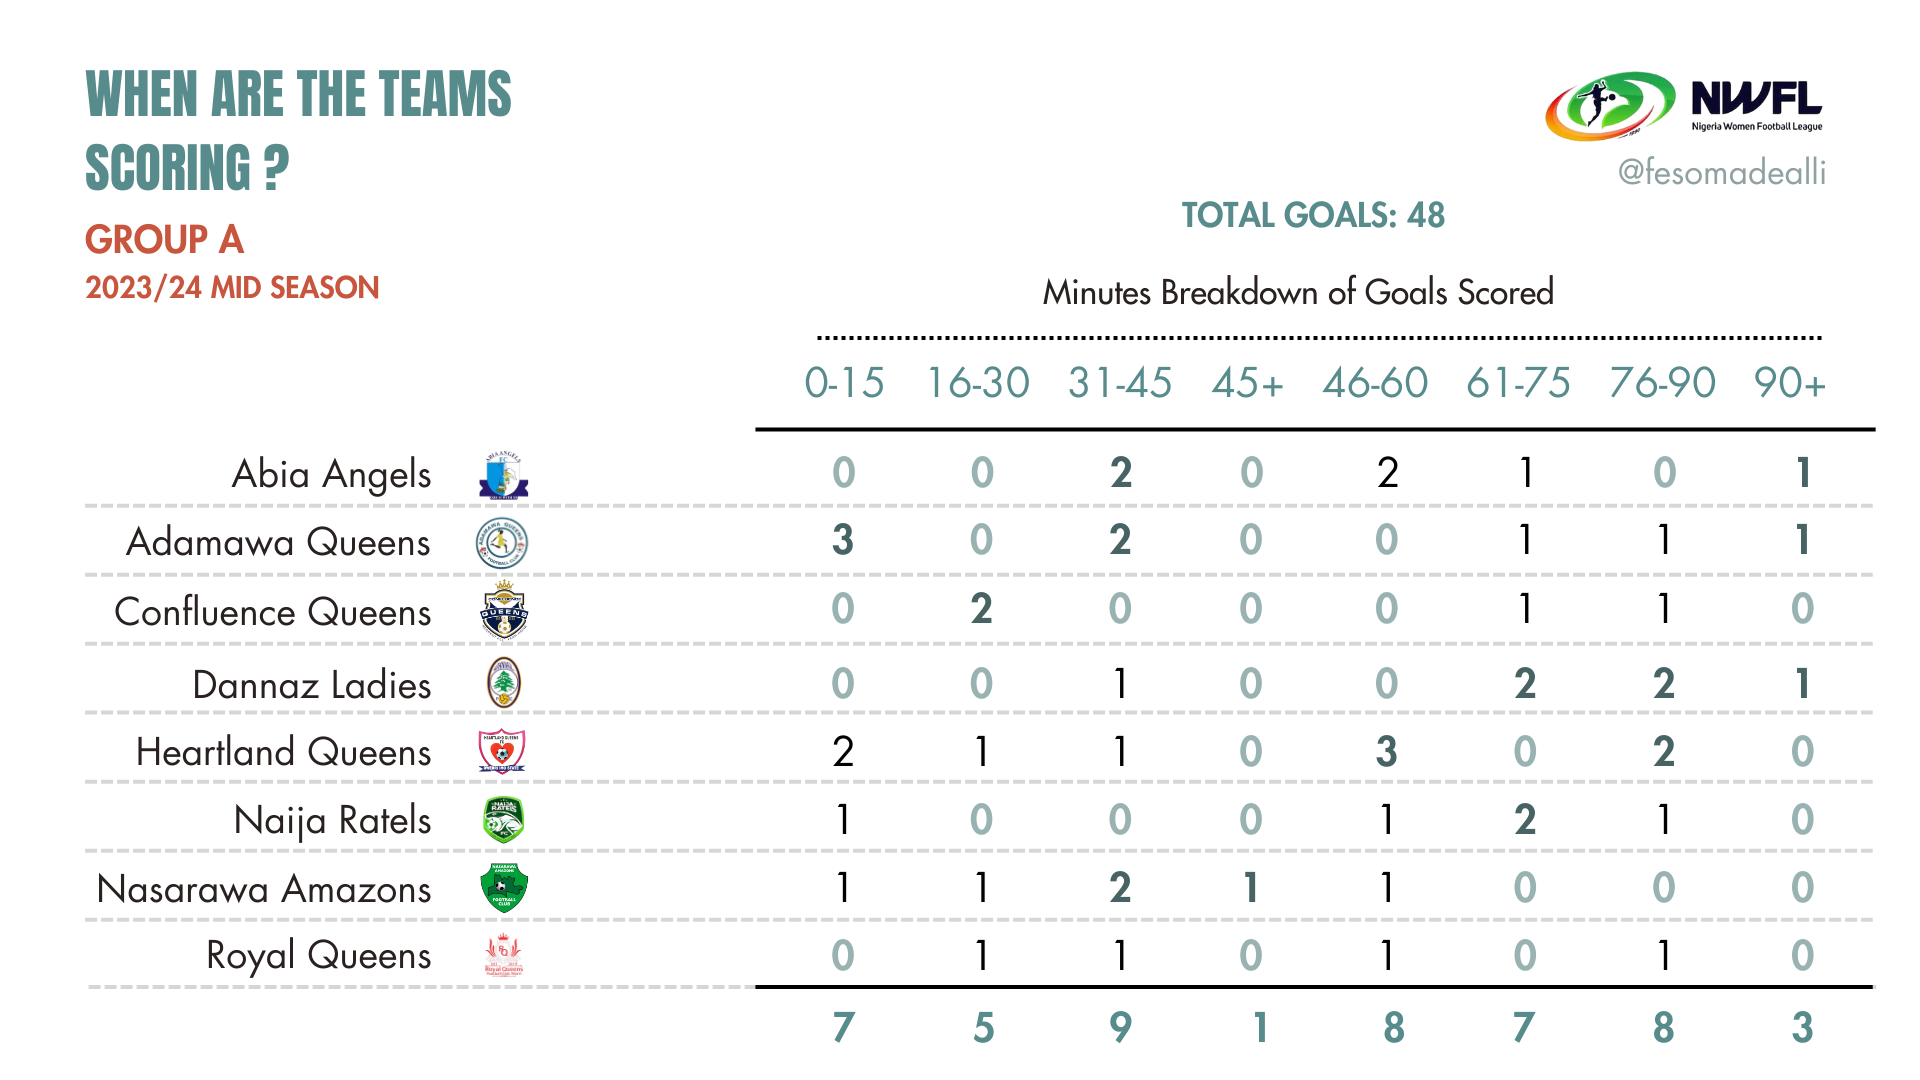 WHEN ARE THE TEAMS
SCORING ?
GROUP A
2023/24 MID SEASON
NWFL
Nigeria Women Football League
1990
@fesomadealli
TOTAL GOALS: 48
Minutes Breakdown of Goals Scored
0-15 16-30 31-45 45+ 46-60 61-75 76-90 90+
Abia Angels 0 0 2 0 2 1 0 1
Adamawa Queens 3 0 2 0 0 1 1 1
Confluence Queens 0 2 0 0 0 1 1 0
Dannaz Ladies 0 0 1 0 0 2 2 1
Heartland Queens 2 1 1 0 3 0 2 0
Naija Ratels 1 0 0 0 1 2 1 0
Nasarawa Amazons 1 1 2 1 1 0 0 0
Royal Queens 0 1 1 0 1 0 1 0
7 5 9 1 8 7 8 3